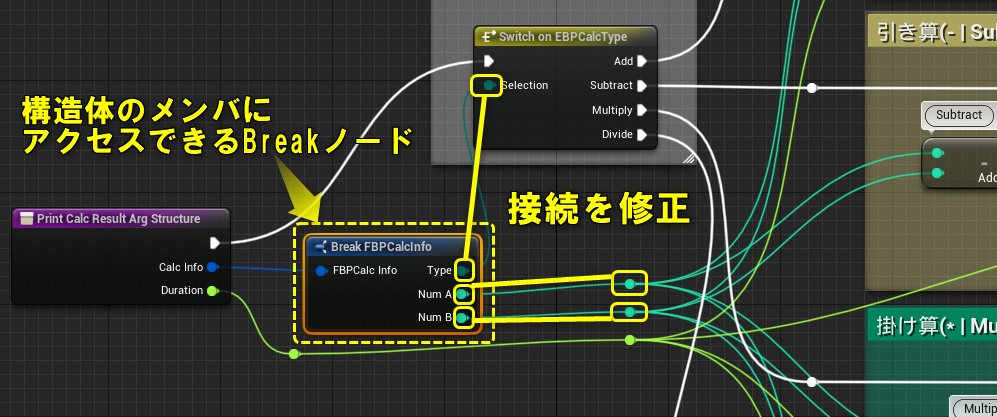 Switch on EBPCalcType
Add
Selection
Subtract
Multiply
Divide
引き算(- | Su
Subtract
-
Add
構造体のメンバに
アクセスできるBreakノード
接続を修正
Print Calc Result Arg Structure
Calc Info
Duration
Break FBPCalcInfo
FBPCalc Info
Type
Num A
Num B
掛け算(* | Mu
Multip